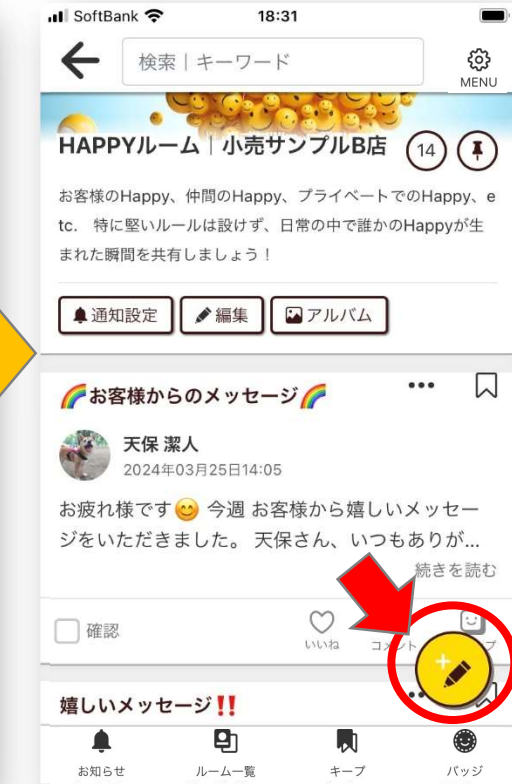 SoftBank 18:31
検索 | キーワード
MENU
HAPPYルーム | 小売サンプルB店 14
お客様のHappy、仲間のHappy、プライベートでのHappy、e
tc. 特に堅いルールは設けず、日常の中で誰かのHappyが生
まれた瞬間を共有しましょう！
通知設定 編集 アルバム
🌈お客様からのメッセージ🌈 •••
天保 潔人
2024年03月25日14:05
お疲れ様です😊 今週 お客様から嬉しいメッセー
ジをいただきました。 天保さん、いつもありが...
続きを読む
確認 いいね コメント プ
嬉しいメッセージ‼️
お知らせ ルーム一覧 キープ バッジ